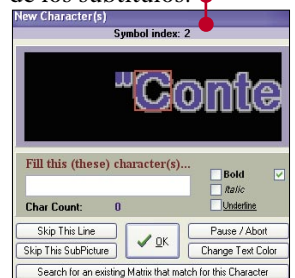 de los subtítulos.
New Character(s)
Symbol index: 2
"Conte
Fill this (these) character(s)...
Bold
Italic
Underline
Char Count: 0
Skip This Line
OK
Pause / Abort
Skip This SubPicture
Change Text Color
Search for an existing Matrix that match for this Character